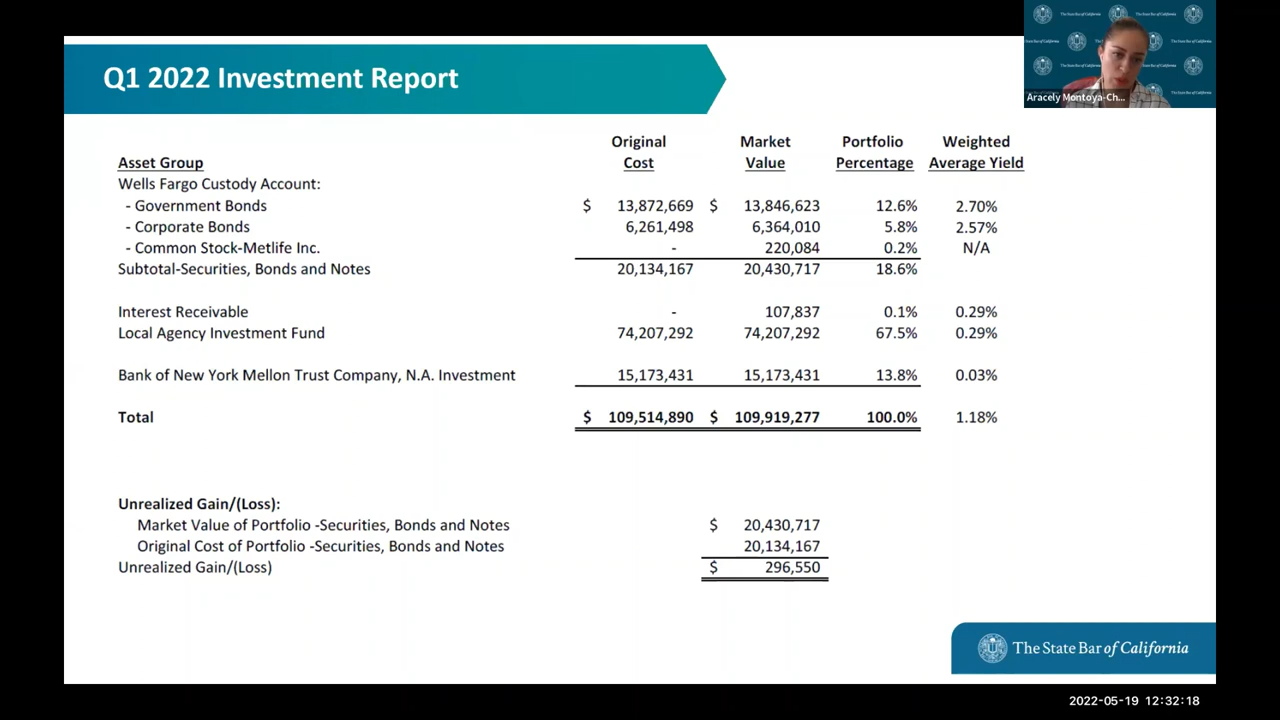 Q1 2022 Investment Report
Aracely Montoya-Ch...
Original Market Portfolio Weighted
Asset Group Cost Value Percentage Average Yield
Wells Fargo Custody Account:
- Government Bonds $ 13,872,669 $ 13,846,623 12.6% 2.70%
- Corporate Bonds 6,261,498 6,364,010 5.8% 2.57%
- Common Stock-Metlife Inc. - 220,084 0.2% N/A
Subtotal-Securities, Bonds and Notes 20,134,167 20,430,717 18.6%
Interest Receivable - 107,837 0.1% 0.29%
Local Agency Investment Fund 74,207,292 74,207,292 67.5% 0.29%
Bank of New York Mellon Trust Company, N.A. Investment 15,173,431 15,173,431 13.8% 0.03%
Total $ 109,514,890 $ 109,919,277 100.0% 1.18%
Unrealized Gain/(Loss):
Market Value of Portfolio -Securities, Bonds and Notes $ 20,430,717
Original Cost of Portfolio -Securities, Bonds and Notes 20,134,167
Unrealized Gain/(Loss) $ 296,550
The State Bar of California
2022-05-19 12:32:18